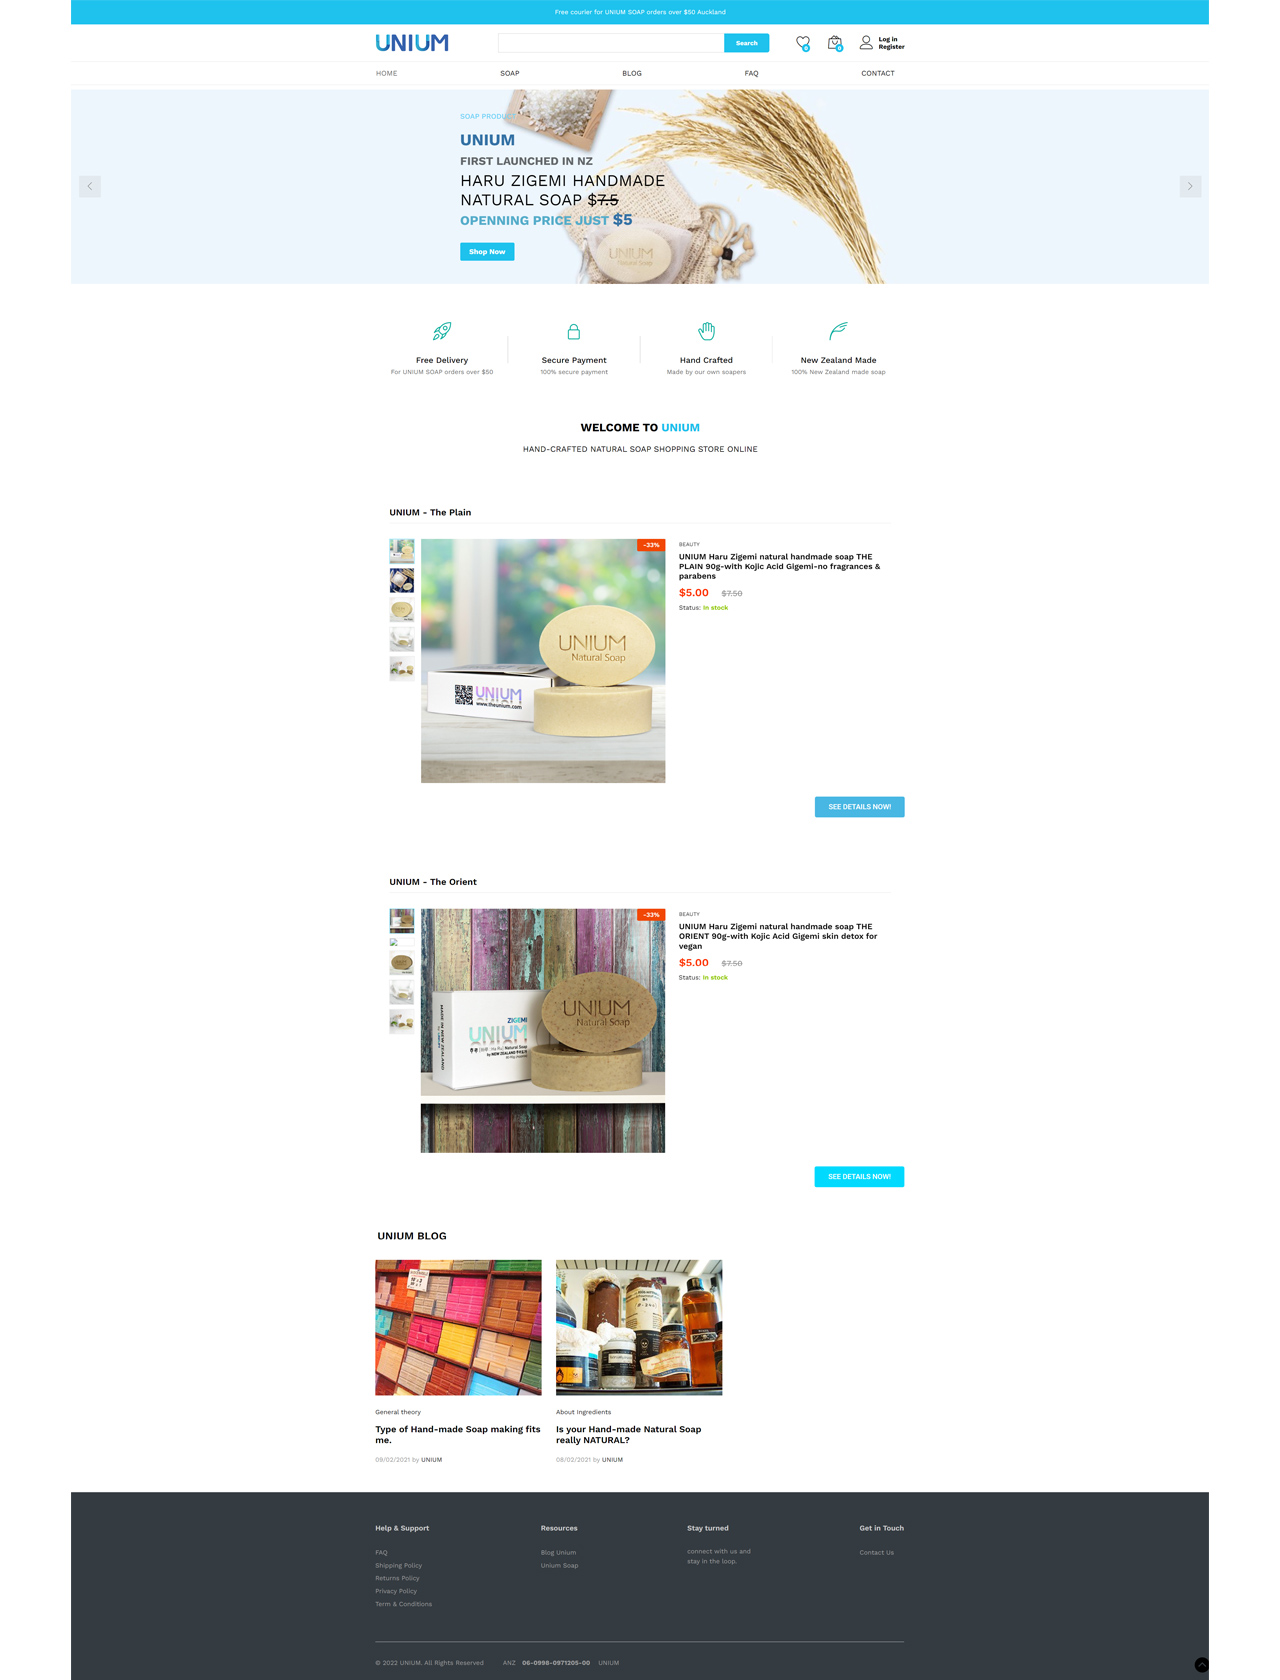 Free courier for UNIUM SOAP orders over $50 Auckland
UNIUM
Search
0
0
Log in
Register
HOME
SOAP
BLOG
FAQ
CONTACT
SOAP PRODUCT
UNIUM
FIRST LAUNCHED IN NZ
HARU ZIGEMI HANDMADE
NATURAL SOAP $7.5
OPENNING PRICE JUST $5
Shop Now
UNIUM
Natural Soap
Free Delivery
For UNIUM SOAP orders over $50
Secure Payment
100% secure payment
Hand Crafted
Made by our own soapers
New Zealand Made
100% New Zealand made soap
WELCOME TO UNIUM
HAND-CRAFTED NATURAL SOAP SHOPPING STORE ONLINE
UNIUM - The Plain
-33%
UNIUM
Natural Soap
UNIUM
www.theunium.com
BEAUTY
UNIUM Haru Zigemi natural handmade soap THE
PLAIN 90g-with Kojic Acid Gigemi-no fragrances &
parabens
$5.00 $7.50
Status: In stock
SEE DETAILS NOW!
UNIUM - The Orient
-33%
MADE IN NEW ZEALAND
ZIGEMI
UNIUM
Natural Soap
by NEW ZEALAND
UNIUM
Natural Soap
BEAUTY
UNIUM Haru Zigemi natural handmade soap THE
ORIENT 90g-with Kojic Acid Gigemi skin detox for
vegan
$5.00 $7.50
Status: In stock
SEE DETAILS NOW!
UNIUM BLOG
General theory
Type of Hand-made Soap making fits
me.
09/02/2021 by UNIUM
About Ingredients
Is your Hand-made Natural Soap
really NATURAL?
08/02/2021 by UNIUM
Help & Support
FAQ
Shipping Policy
Returns Policy
Privacy Policy
Term & Conditions
Resources
Blog Unium
Unium Soap
Stay turned
connect with us and
stay in the loop.
Get in Touch
Contact Us
© 2022 UNIUM. All Rights Reserved
ANZ 06-0998-0971205-00 UNIUM